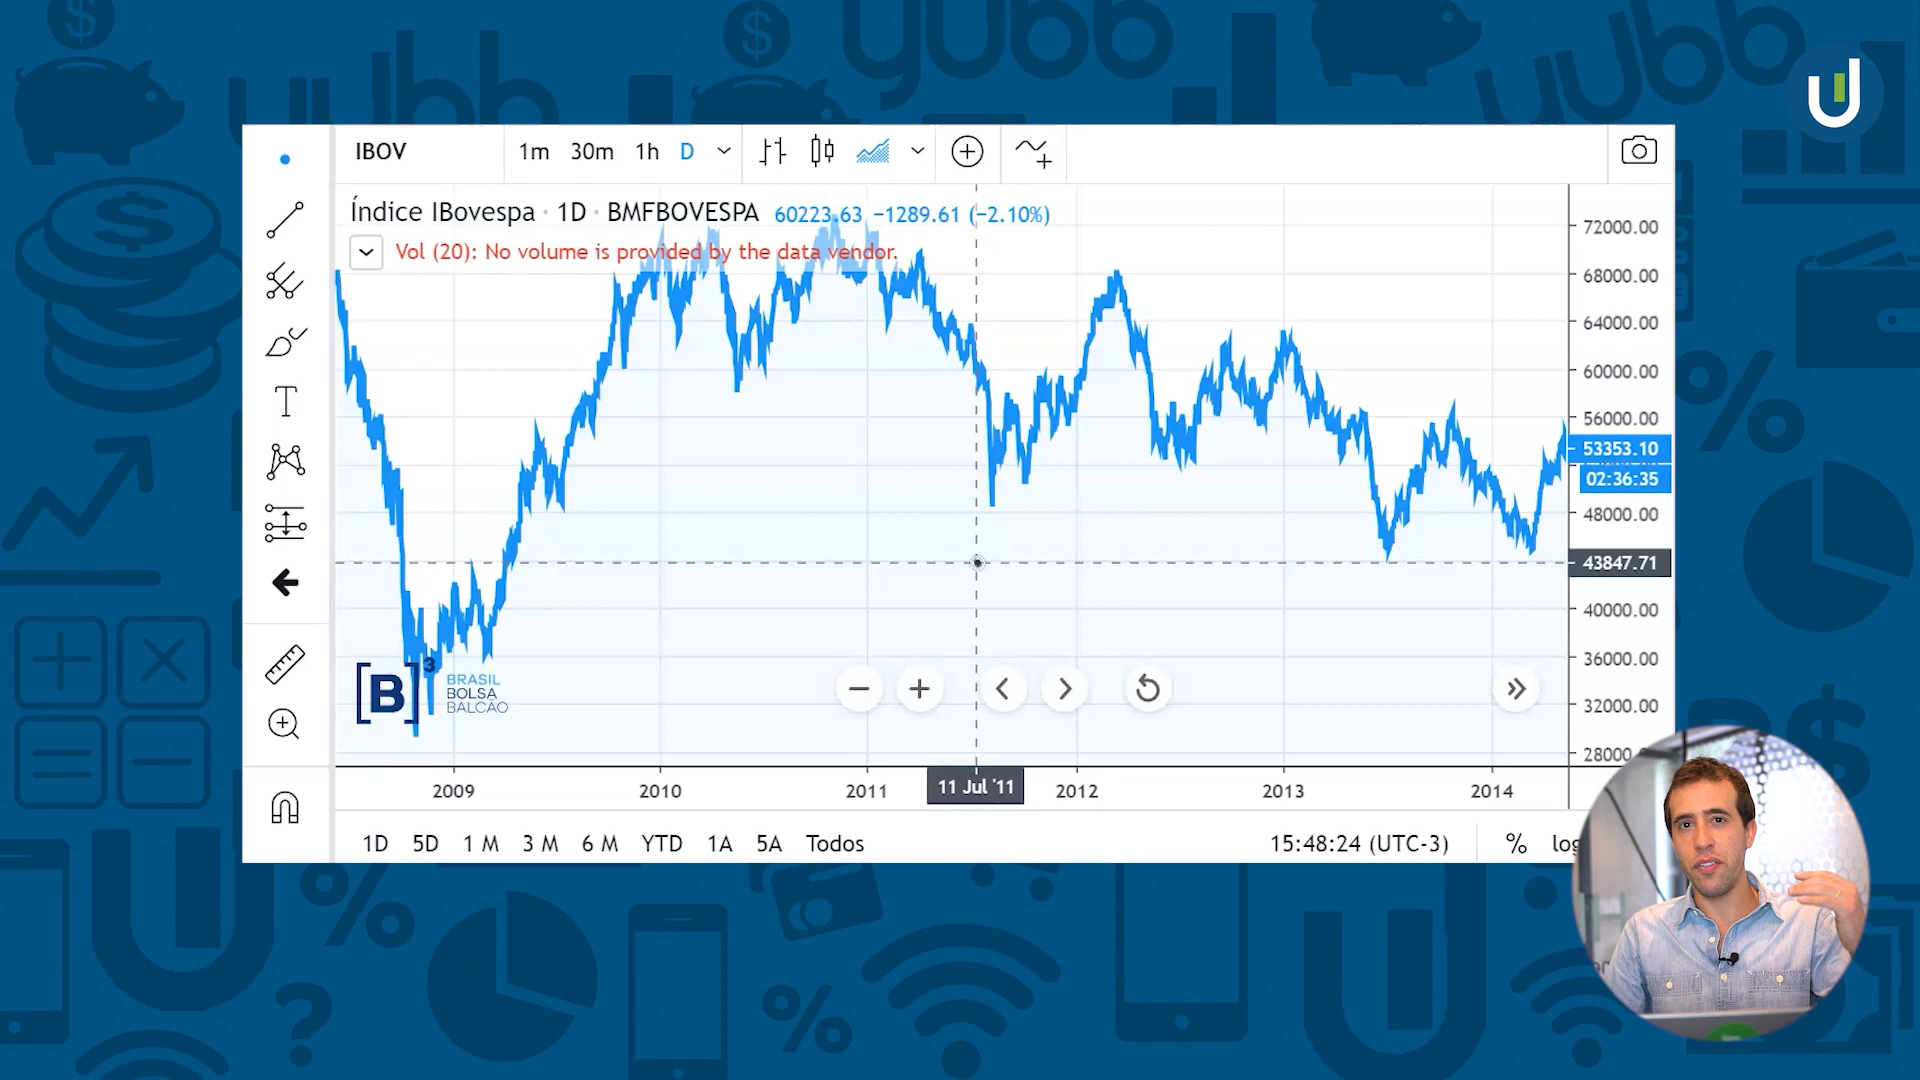 yubb
yubb
yubb
IBOV
1m 30m 1h D
Índice IBovespa · 1D · BMFBOVESPA 60223.63 −1289.61 (−2.10%)
Vol (20): No volume is provided by the data vendor.
72000.00
68000.00
64000.00
60000.00
56000.00
53353.10
02:36:35
48000.00
43847.71
40000.00
36000.00
32000.00
28000
[B]3 BRASIL
BOLSA
BALCÃO
2009 2010 2011 11 Jul '11 2012 2013 2014
1D 5D 1 M 3 M 6 M YTD 1A 5A Todos 15:48:24 (UTC-3) % log